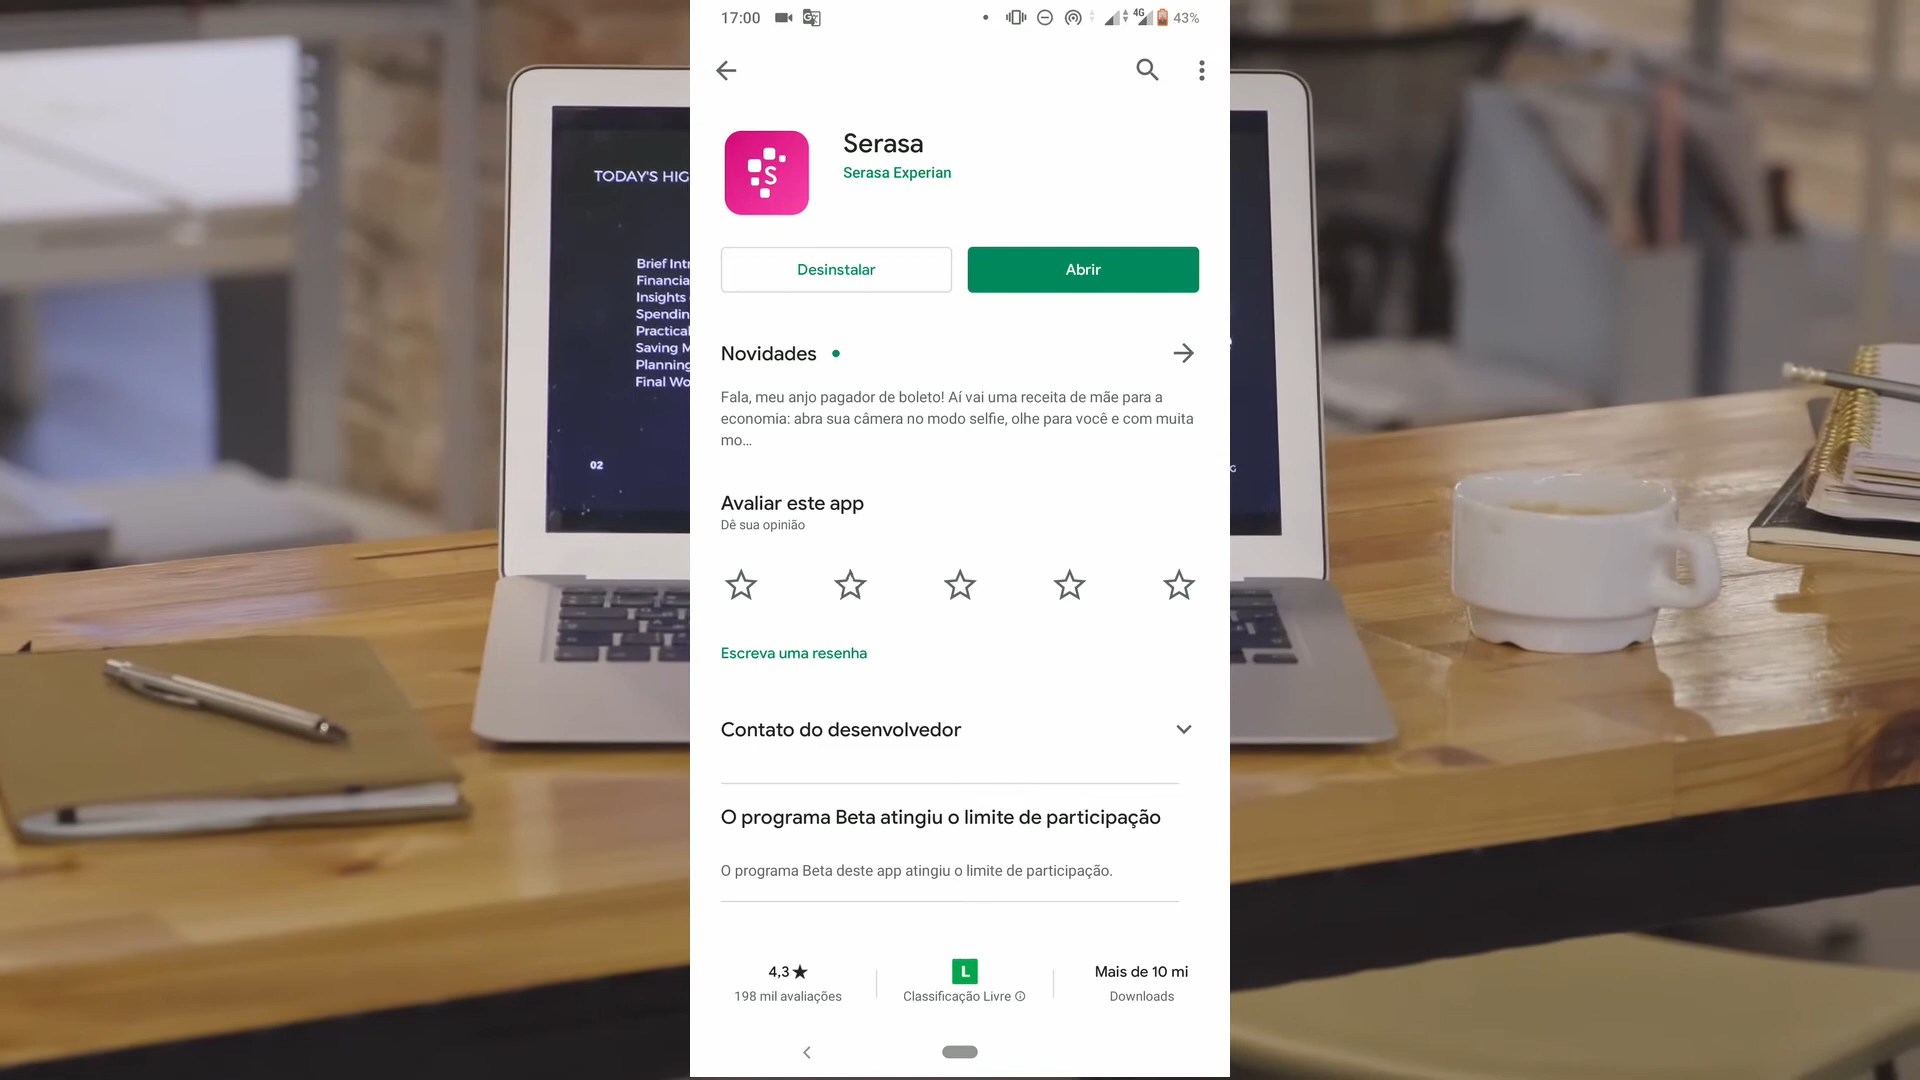 17:00
4G
43%
Serasa
Serasa Experian
S
Desinstalar
Abrir
Novidades
Fala, meu anjo pagador de boleto! Aí vai uma receita de mãe para a
economia: abra sua câmera no modo selfie, olhe para você e com muita
mo...
Avaliar este app
Dê sua opinião
Escreva uma resenha
Contato do desenvolvedor
O programa Beta atingiu o limite de participação
O programa Beta deste app atingiu o limite de participação.
4,3★
198 mil avaliações
L
Classificação Livre
Mais de 10 mi
Downloads
TODAY'S HIG
Brief Intr
Financia
Insights
Spendin
Practical
Saving M
Planning
Final Wo
02
G